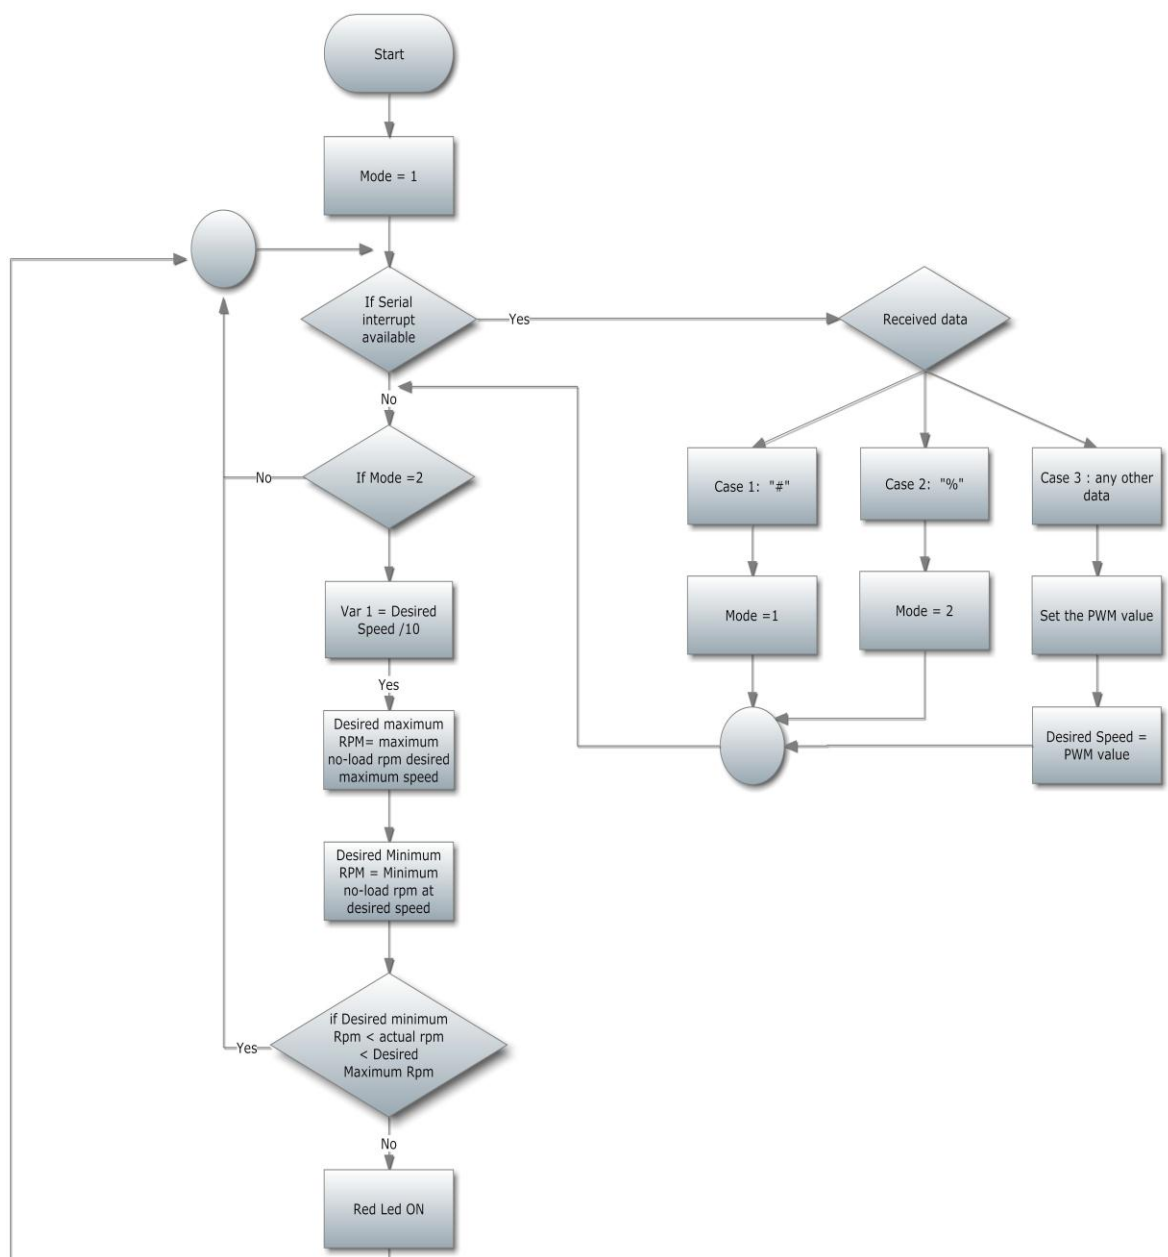 Start
Mode = 1
If Serial
interrupt
available
Yes
Received data
No
If Mode =2
No
Case 1:  "#"
Case 2:  "%"
Case 3 : any other
data
Var 1 = Desired
Speed /10
Mode =1
Mode = 2
Set the PWM value
Yes
Desired maximum
RPM= maximum
no-load rpm desired
maximum speed
Desired Speed =
PWM value
Desired Minimum
RPM = Minimum
no-load rpm at
desired speed
if Desired minimum
Rpm < actual rpm
< Desired
Maximum Rpm
Yes
No
Red Led ON